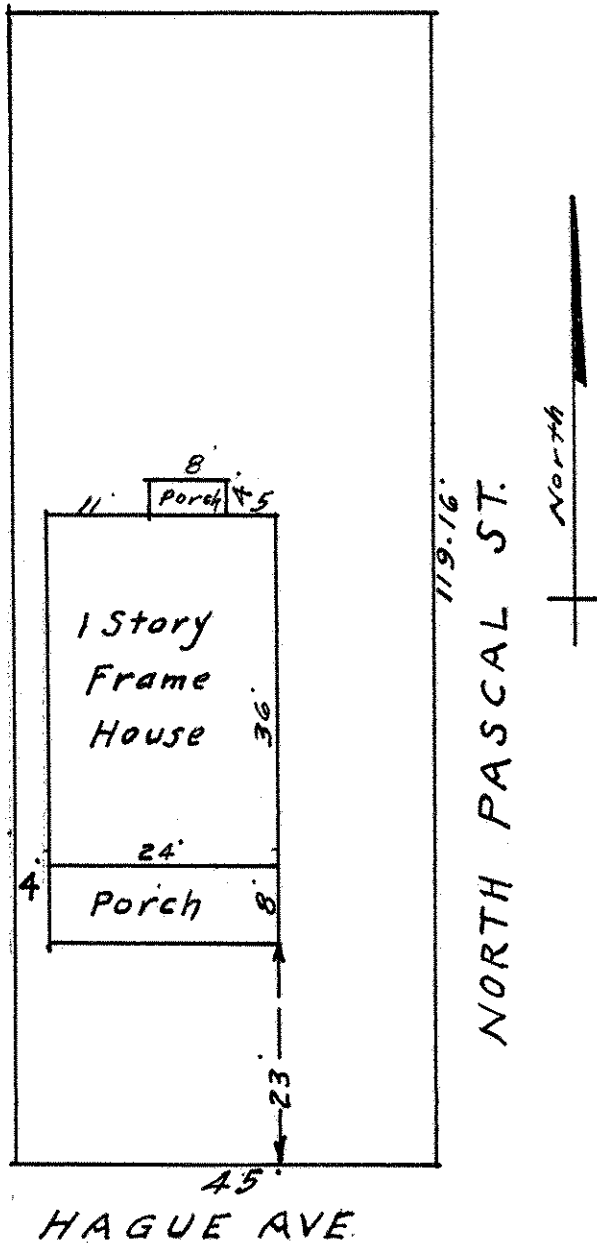 8'
11'
Porch
4'
5
119.16'
1 Story
Frame
House
36'
24'
4'
Porch
8'
23'
45'
HAGUE AVE.
NORTH PASCAL ST.
North